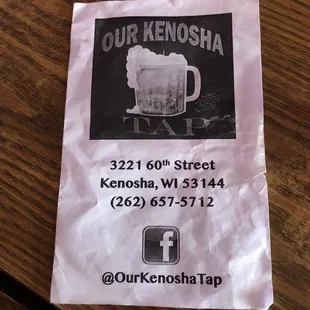 OUR KENOSHA
TAP
3221 60th Street
Kenosha, WI 53144
(262) 657-5712
f
@OurKenoshaTap